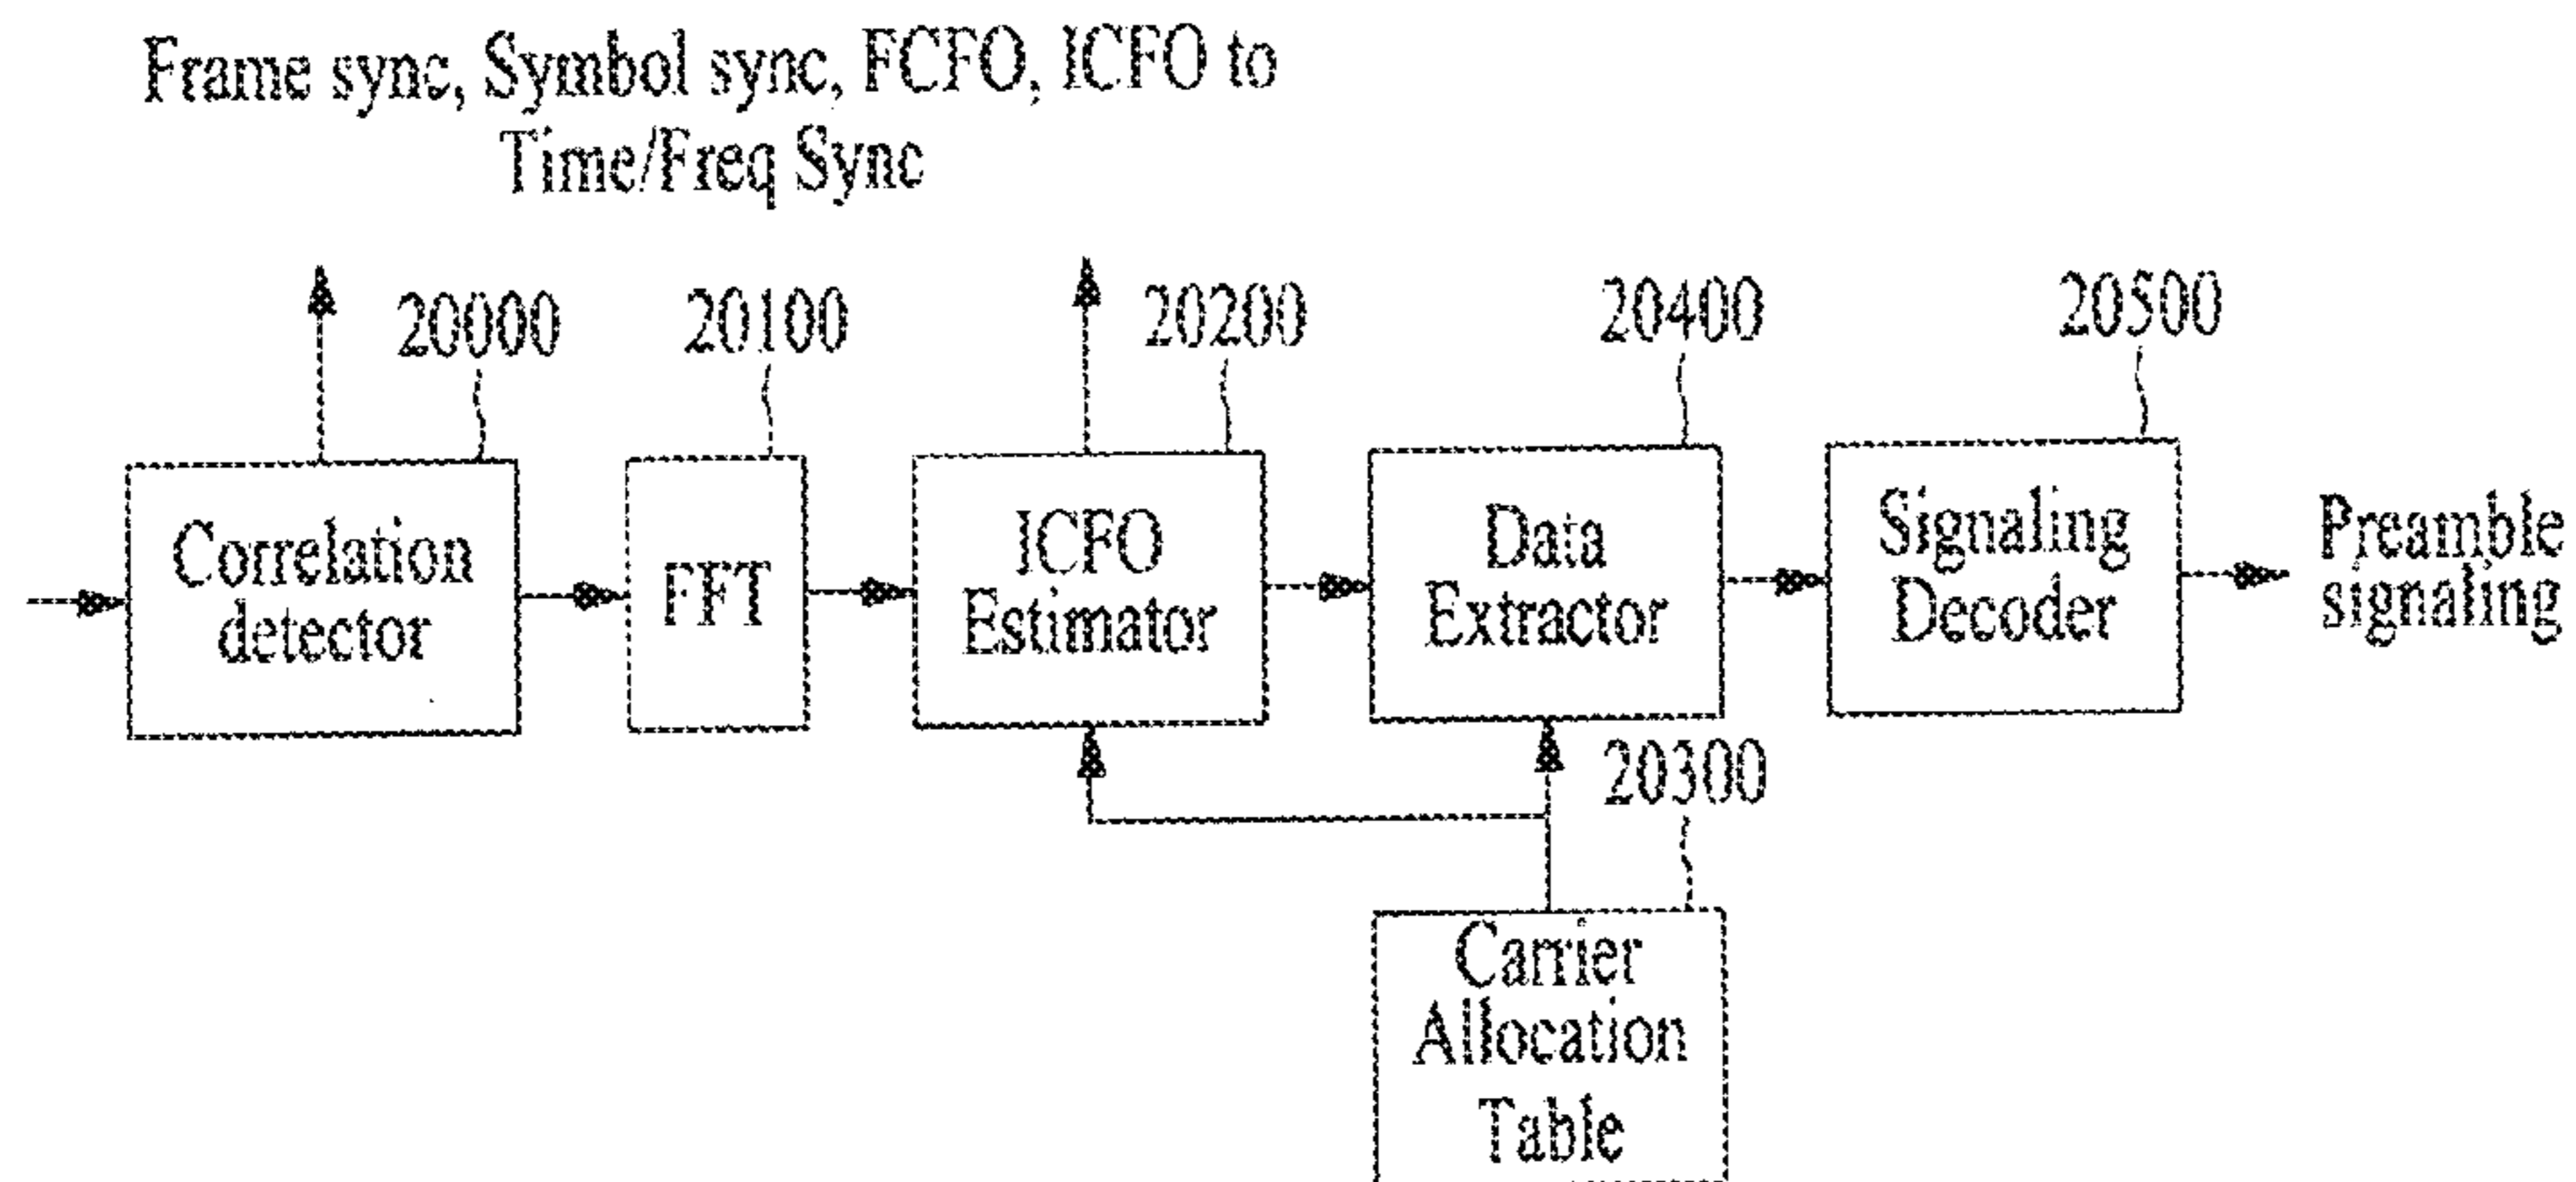 Frame sync, Symbol sync, FCFO, ICFO to
Time/Freq Sync
20000
20100
20200
20400
20500
Correlation
detector
FFT
ICFO
Estimator
Data
Extractor
Signaling
Decoder
Preamble
signaling
20300
Carrier
Allocation
Table